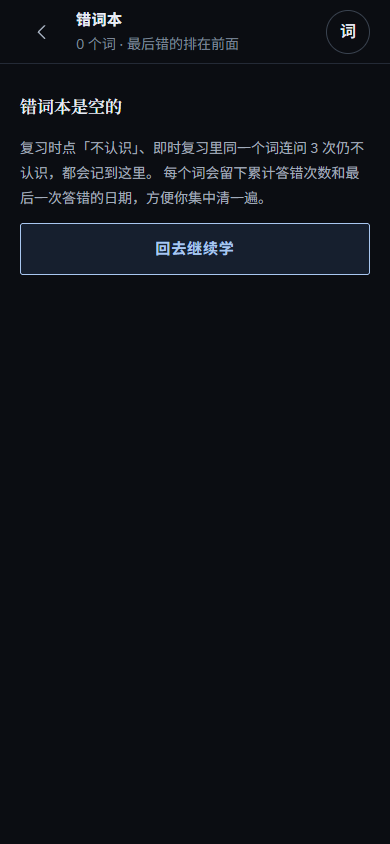 错词本
0 个词 · 最后错的排在前面
词
错词本是空的
复习时点「不认识」、即时复习里同一个词连问 3 次仍不
认识，都会记到这里。 每个词会留下累计答错次数和最
后一次答错的日期，方便你集中清一遍。
回去继续学